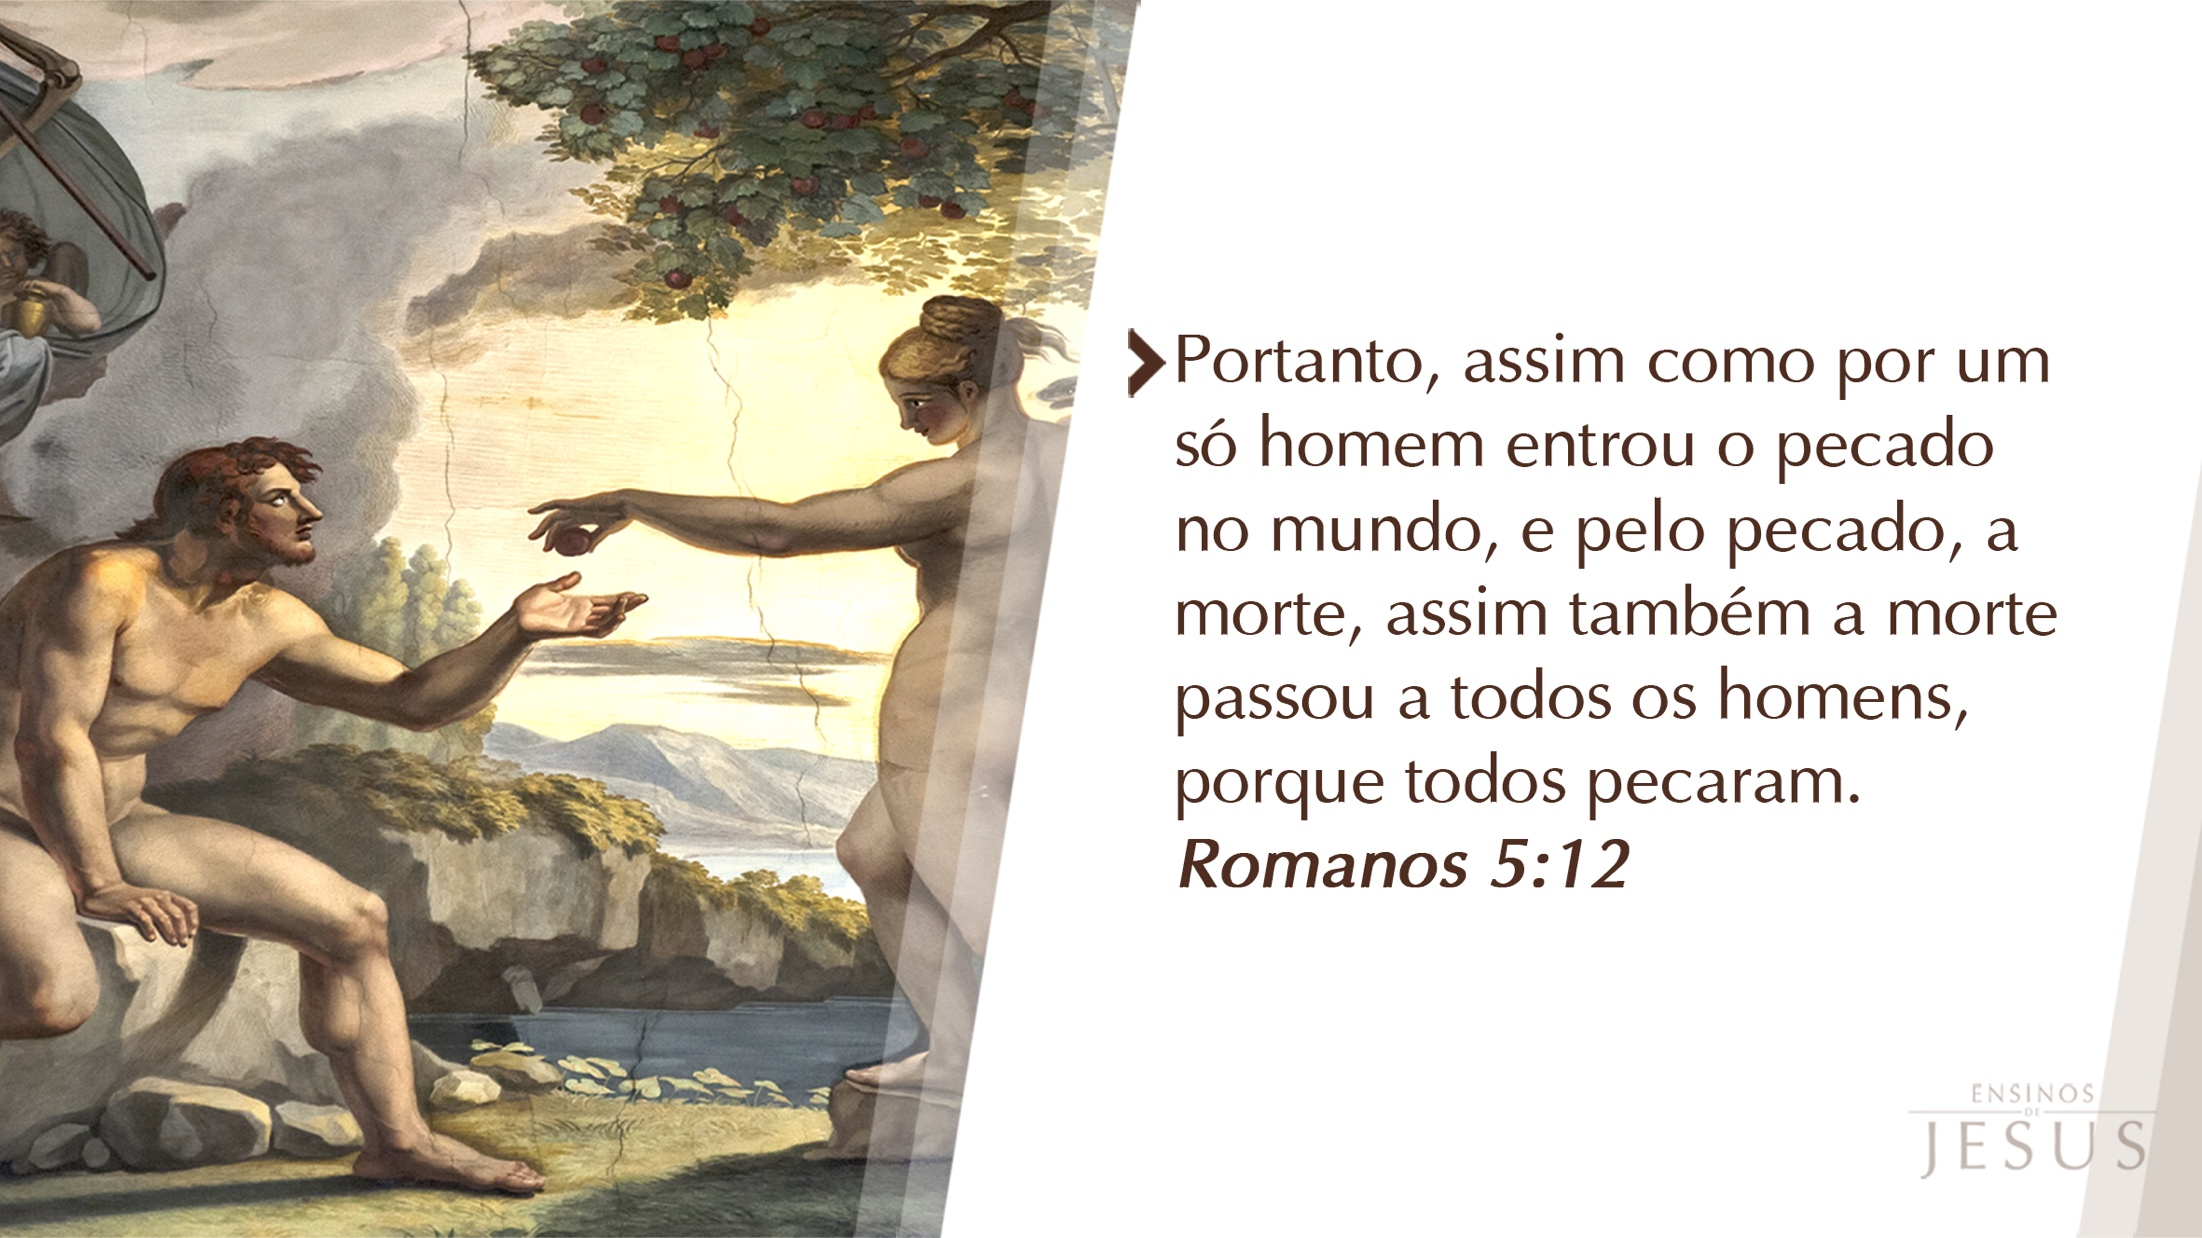 Portanto, assim como por um
só homem entrou o pecado
no mundo, e pelo pecado, a
morte, assim também a morte
passou a todos os homens,
porque todos pecaram.
Romanos 5:12
ENSINOS
DE
JESUS